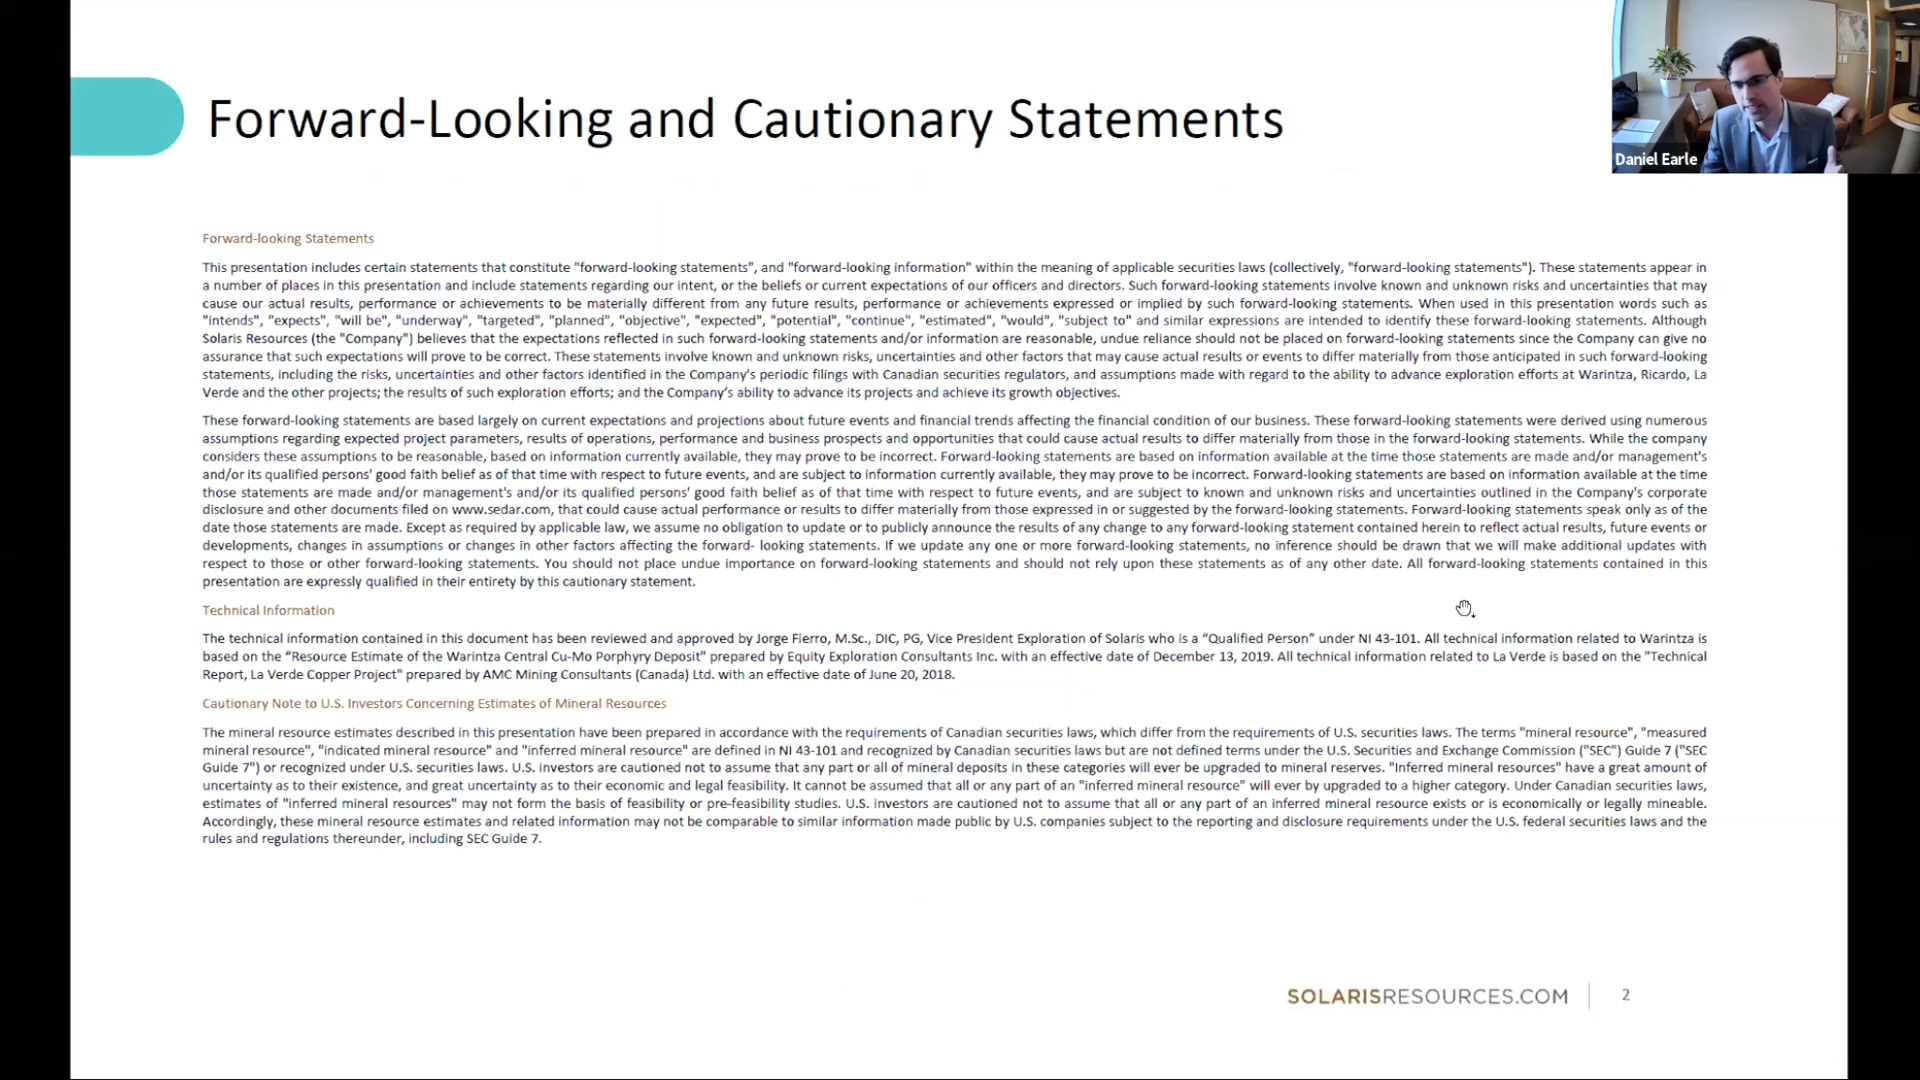 Forward-Looking and Cautionary Statements
Daniel Earle
Forward-looking Statements
This presentation includes certain statements that constitute "forward-looking statements", and "forward-looking information" within the meaning of applicable securities laws (collectively, "forward-looking statements"). These statements appear in
a number of places in this presentation and include statements regarding our intent, or the beliefs or current expectations of our officers and directors. Such forward-looking statements involve known and unknown risks and uncertainties that may
cause our actual results, performance or achievements to be materially different from any future results, performance or achievements expressed or implied by such forward-looking statements. When used in this presentation words such as
"intends", "expects", "will be", "underway", "targeted", "planned", "objective", "expected", "potential", "continue", "estimated", "would", "subject to" and similar expressions are intended to identify these forward-looking statements. Although
Solaris Resources (the "Company") believes that the expectations reflected in such forward-looking statements and/or information are reasonable, undue reliance should not be placed on forward-looking statements since the Company can give no
assurance that such expectations will prove to be correct. These statements involve known and unknown risks, uncertainties and other factors that may cause actual results or events to differ materially from those anticipated in such forward-looking
statements, including the risks, uncertainties and other factors identified in the Company's periodic filings with Canadian securities regulators, and assumptions made with regard to the ability to advance exploration efforts at Warintza, Ricardo, La
Verde and the other projects; the results of such exploration efforts; and the Company's ability to advance its projects and achieve its growth objectives.
These forward-looking statements are based largely on current expectations and projections about future events and financial trends affecting the financial condition of our business. These forward-looking statements were derived using numerous
assumptions regarding expected project parameters, results of operations, performance and business prospects and opportunities that could cause actual results to differ materially from those in the forward-looking statements. While the company
considers these assumptions to be reasonable, based on information currently available, they may prove to be incorrect. Forward-looking statements are based on information available at the time those statements are made and/or management's
and/or its qualified persons' good faith belief as of that time with respect to future events, and are subject to information currently available, they may prove to be incorrect. Forward-looking statements are based on information available at the time
those statements are made and/or management's and/or its qualified persons' good faith belief as of that time with respect to future events, and are subject to known and unknown risks and uncertainties outlined in the Company's corporate
disclosure and other documents filed on www.sedar.com, that could cause actual performance or results to differ materially from those expressed in or suggested by the forward-looking statements. Forward-looking statements speak only as of the
date those statements are made. Except as required by applicable law, we assume no obligation to update or to publicly announce the results of any change to any forward-looking statement contained herein to reflect actual results, future events or
developments, changes in assumptions or changes in other factors affecting the forward- looking statements. If we update any one or more forward-looking statements, no inference should be drawn that we will make additional updates with
respect to those or other forward-looking statements. You should not place undue importance on forward-looking statements and should not rely upon these statements as of any other date. All forward-looking statements contained in this
presentation are expressly qualified in their entirety by this cautionary statement.
Technical Information
The technical information contained in this document has been reviewed and approved by Jorge Fierro, M.Sc., DIC, PG, Vice President Exploration of Solaris who is a “Qualified Person” under NI 43-101. All technical information related to Warintza is
based on the “Resource Estimate of the Warintza Central Cu-Mo Porphyry Deposit" prepared by Equity Exploration Consultants Inc. with an effective date of December 13, 2019. All technical information related to La Verde is based on the "Technical
Report, La Verde Copper Project" prepared by AMC Mining Consultants (Canada) Ltd. with an effective date of June 20, 2018.
Cautionary Note to U.S. Investors Concerning Estimates of Mineral Resources
The mineral resource estimates described in this presentation have been prepared in accordance with the requirements of Canadian securities laws, which differ from the requirements of U.S. securities laws. The terms "mineral resource", "measured
mineral resource", "indicated mineral resource" and "inferred mineral resource" are defined in NI 43-101 and recognized by Canadian securities laws but are not defined terms under the U.S. Securities and Exchange Commission ("SEC") Guide 7 ("SEC
Guide 7") or recognized under U.S. securities laws. U.S. investors are cautioned not to assume that any part or all of mineral deposits in these categories will ever be upgraded to mineral reserves. "Inferred mineral resources" have a great amount of
uncertainty as to their existence, and great uncertainty as to their economic and legal feasibility. It cannot be assumed that all or any part of an "inferred mineral resource" will ever by upgraded to a higher category. Under Canadian securities laws,
estimates of "inferred mineral resources" may not form the basis of feasibility or pre-feasibility studies. U.S. investors are cautioned not to assume that all or any part of an inferred mineral resource exists or is economically or legally mineable.
Accordingly, these mineral resource estimates and related information may not be comparable to similar information made public by U.S. companies subject to the reporting and disclosure requirements under the U.S. federal securities laws and the
rules and regulations thereunder, including SEC Guide 7.
SOLARISRESOURCES.COM
2